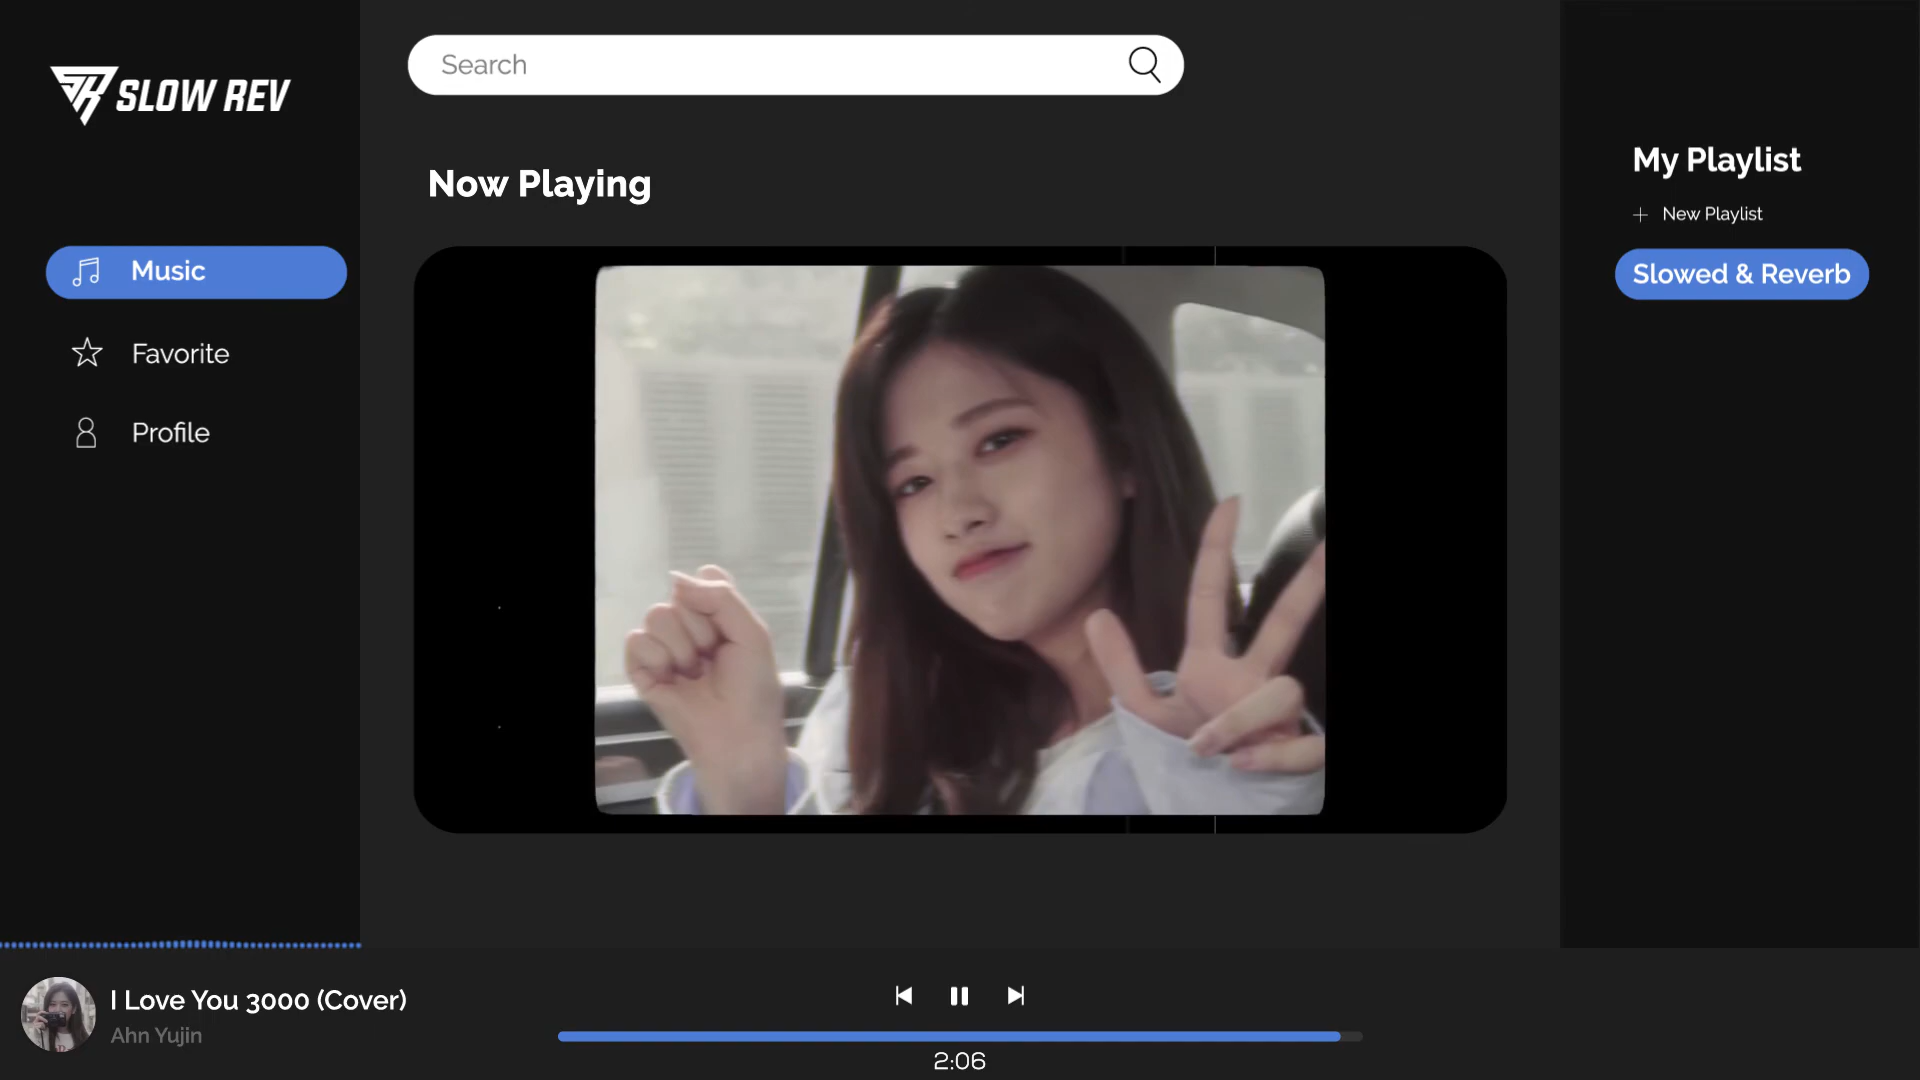 SLOW REV
Search
Now Playing
My Playlist
+ New Playlist
Slowed & Reverb
Music
Favorite
Profile
I Love You 3000 (Cover)
Ahn Yujin
2:06